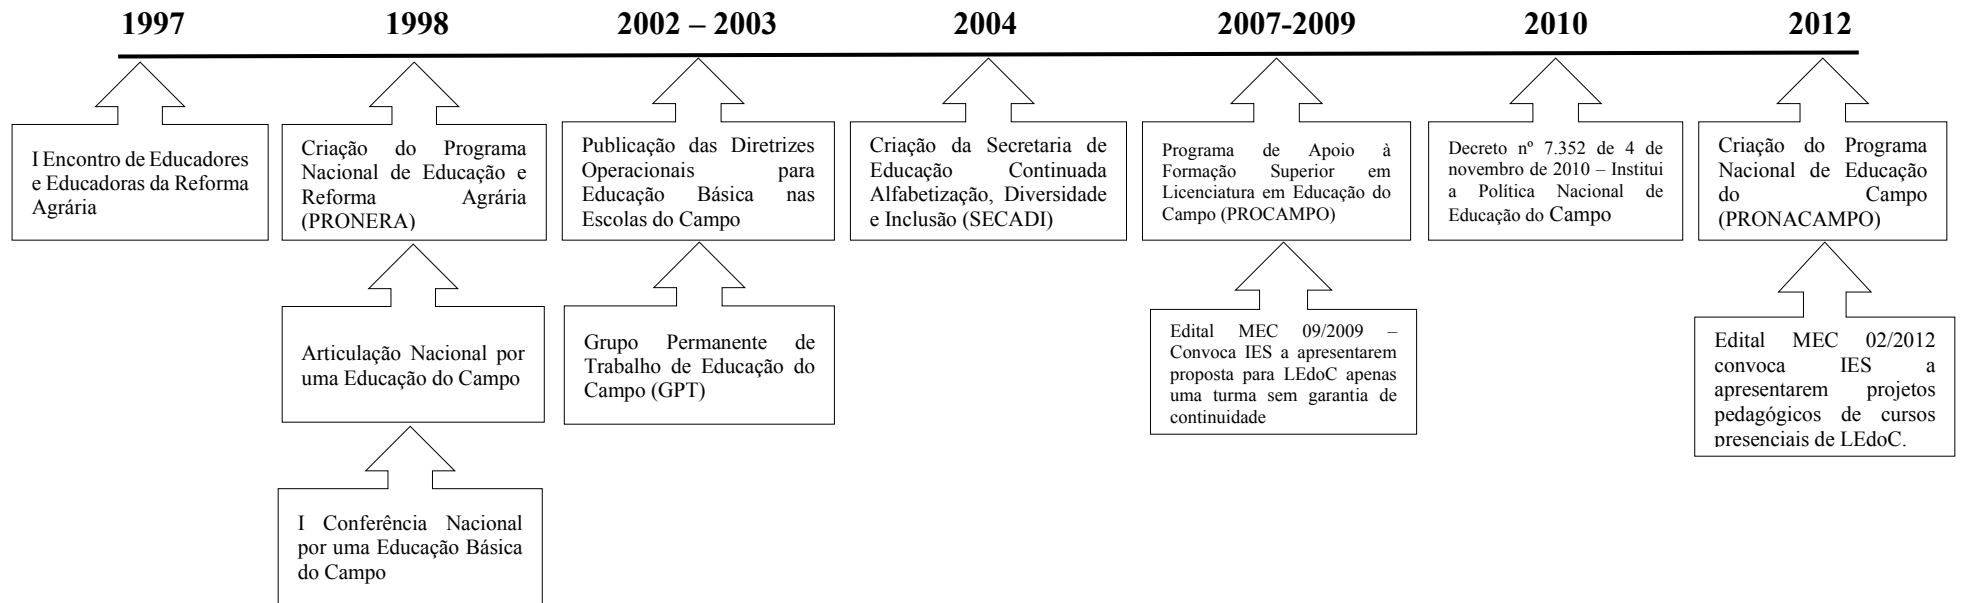 1997
1998
2002 – 2003
2004
2007-2009
2010
2012
I Encontro de Educadores
e Educadoras da Reforma
Agrária
Criação do Programa
Nacional de Educação e
Reforma Agrária
(PRONERA)
Articulação Nacional por
uma Educação do Campo
I Conferência Nacional
por uma Educação Básica
do Campo
Publicação das Diretrizes
Operacionais para
Educação Básica nas
Escolas do Campo
Grupo Permanente de
Trabalho de Educação do
Campo (GPT)
Criação da Secretaria de
Educação Continuada
Alfabetização, Diversidade
e Inclusão (SECADI)
Programa de Apoio à
Formação Superior em
Licenciatura em Educação do
Campo (PROCAMPO)
Edital MEC 09/2009 –
Convoca IES a apresentarem
proposta para LEdoC apenas
uma turma sem garantia de
continuidade
Decreto nº 7.352 de 4 de
novembro de 2010 – Institui
a Política Nacional de
Educação do Campo
Criação do Programa
Nacional de Educação
do Campo
(PRONACAMPO)
Edital MEC 02/2012
convoca IES a
apresentarem projetos
pedagógicos de cursos
presenciais de LEdoC.